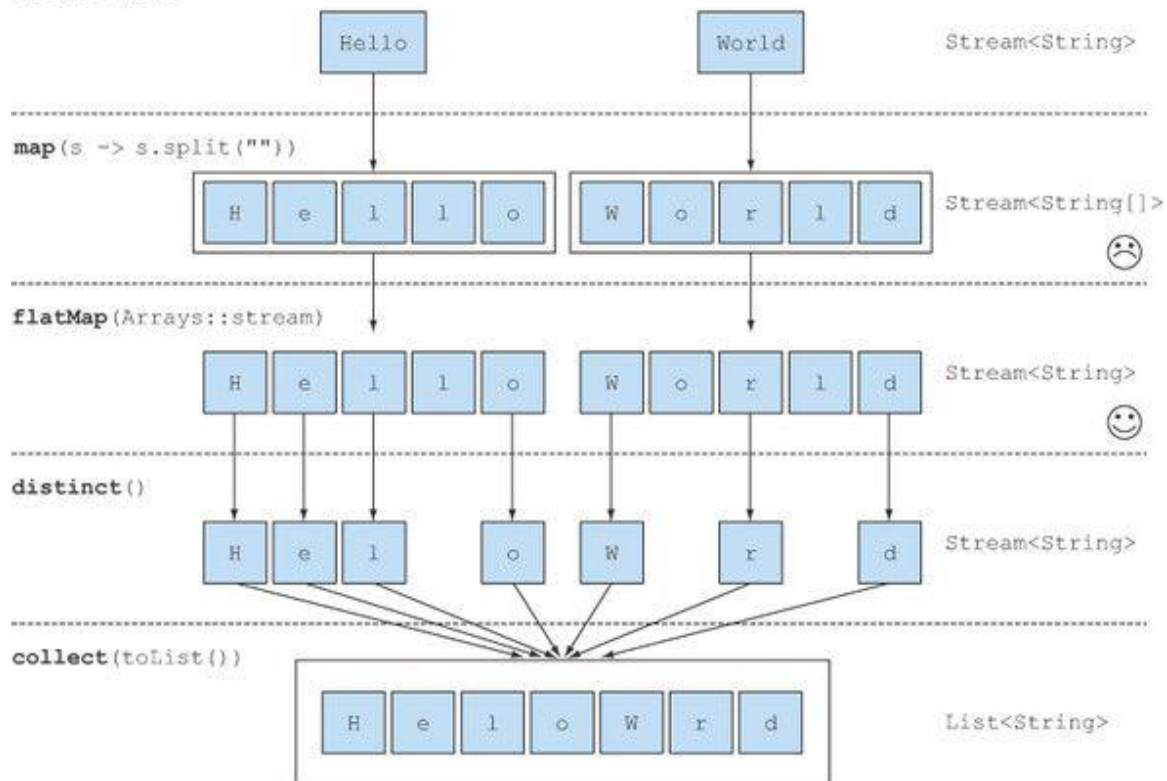 Hello World Stream<String>
map(s -> s.split(""))
H e l l o W o r l d Stream<String[]>
flatMap(Arrays::stream)
H e l l o W o r l d Stream<String>
distinct()
H e l o W r d Stream<String>
collect(toList())
H e l o W r d List<String>